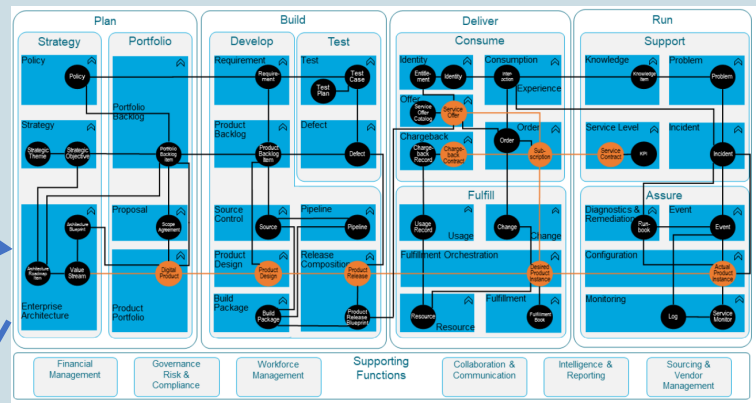 Plan
Build
Deliver
Run
Strategy
Portfolio
Develop
Test
Consume
Support
Policy
Policy
Portfolio
Backlog
Portfolio
Backlog
Item
Strategy
Strategic
Theme
Strategic
Objective
Architecture
Blueprint
Architecture
Roadmap
Item
Value
Stream
Enterprise
Architecture
Proposal
Scope
Agreement
Digital
Product
Product
Portfolio
Requirement
Require-
ment
Product
Backlog
Product
Backlog
Item
Test
Test
Case
Test
Plan
Defect
Defect
Source
Control
Source
Pipeline
Pipeline
Product
Design
Product
Design
Release
Composition
Product
Release
Build
Package
Build
Package
Product
Release
Blueprint
Identity
Entitle-
ment
Identity
Consumption
Inter-
action
Experience
Offer
Service
Offer
Catalog
Service
Offer
Chargeback
Charge-
back
Record
Charge-
back
Contract
Order
Order
Sub-
scription
Fulfill
Usage
Record
Usage
Change
Change
Fulfillment Orchestration
Desired
Product
Instance
Resource
Resource
Fulfillment
Fulfillment
Book
Knowledge
Knowledge
Item
Problem
Problem
Service Level
Service
Contract
KPI
Incident
Incident
Assure
Diagnostics &
Remediation
Run-
book
Event
Event
Configuration
Actual
Product
Instance
Monitoring
Log
Service
Monitor
Financial
Management
Governance
Risk &
Compliance
Workforce
Management
Supporting
Functions
Collaboration &
Communication
Intelligence &
Reporting
Sourcing &
Vendor
Management